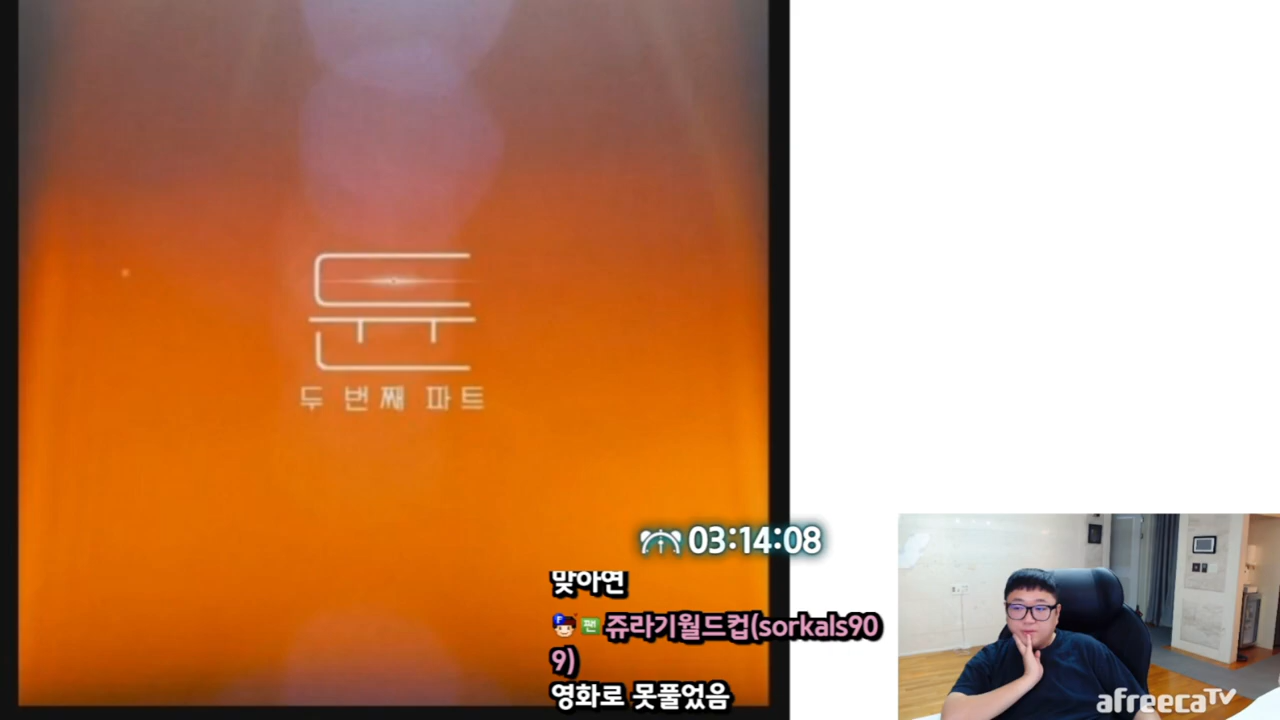 듄
두 번째 파트
03:14:08
맞아연
팬 쥬라기월드컵(sorkals90
9)
영화로 못풀었음
afreecaTV